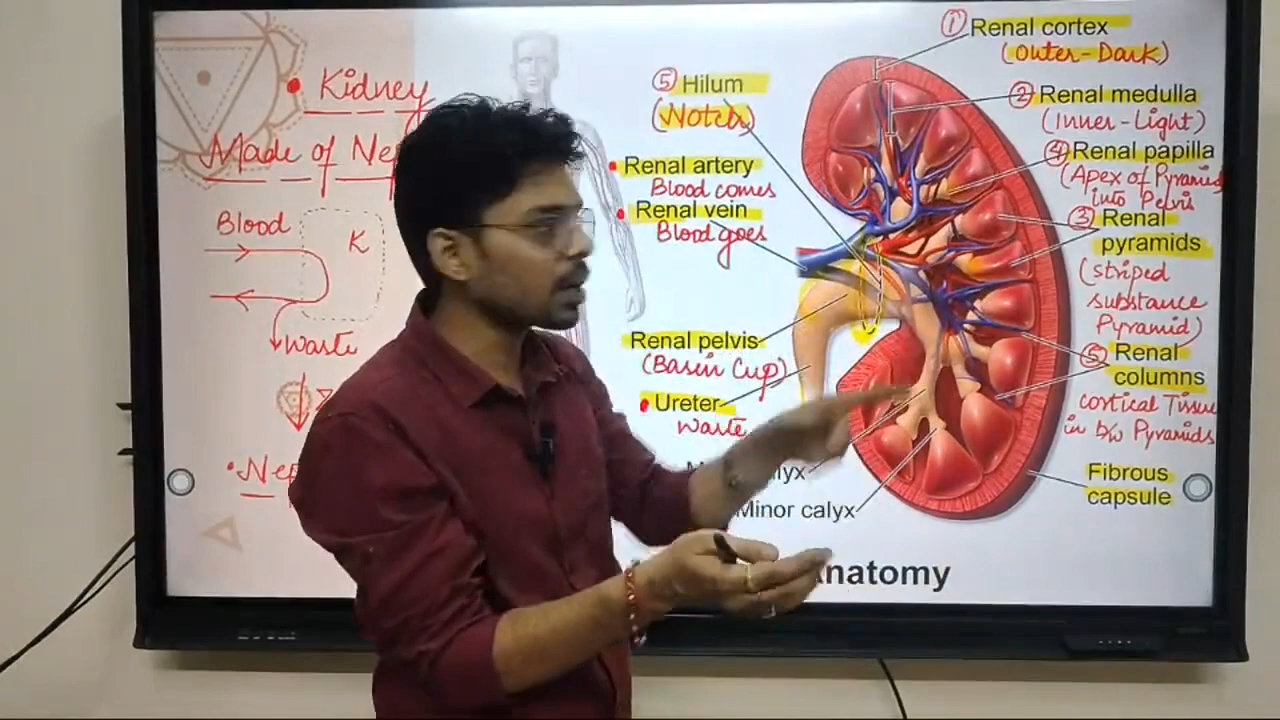 • Kidney
Made of
Blood
K
Waste
•
⑤ Hilum
(Notch)
• Renal artery
Blood comes
• Renal vein
Blood goes
Renal pelvis
(Basin Cup)
• Ureter
waste
Minor calyx
natomy
① Renal cortex
(Outer-Dark)
② Renal medulla
(Inner-Light)
④ Renal papilla
(Apex of Pyramid
into Pelvis
③ Renal
pyramids
(striped
substance
Pyramid)
⑤ Renal
columns
cortical Tissue
in b/w Pyramids
Fibrous
capsule